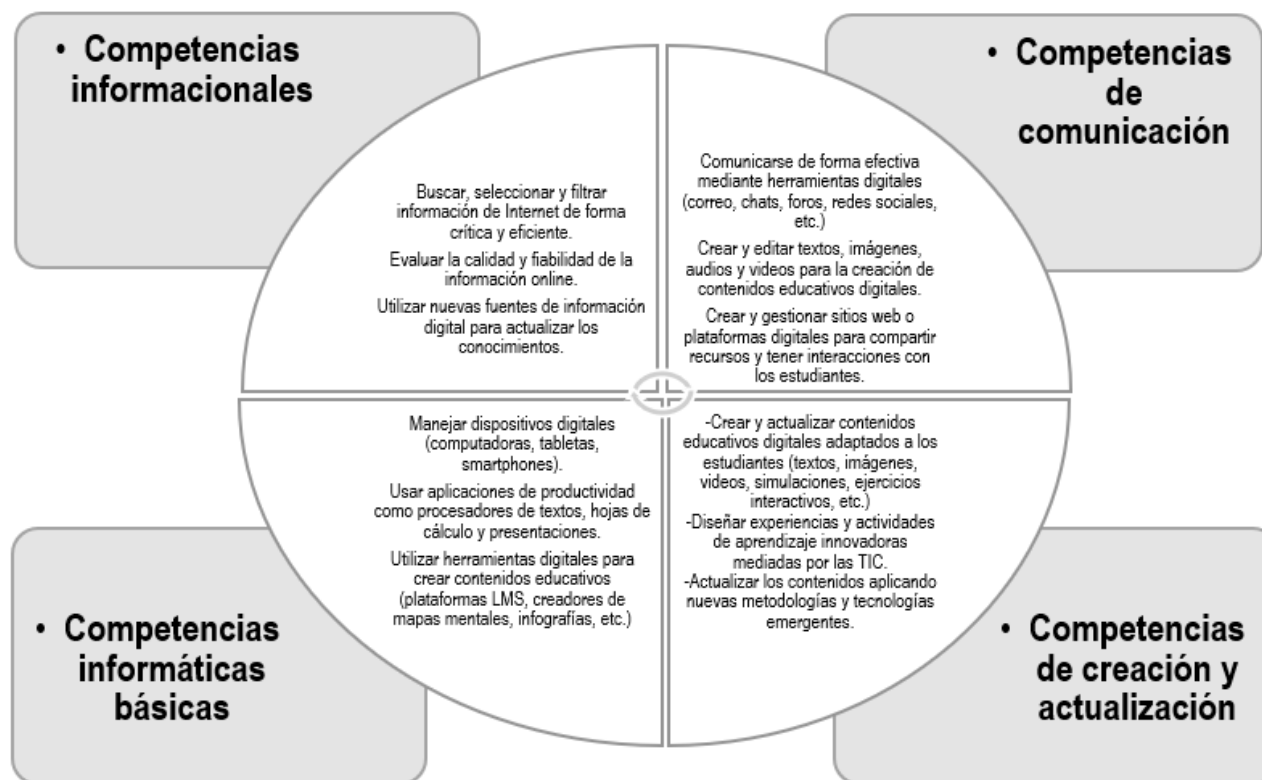 • Competencias
informacionales
Buscar, seleccionar y filtrar
información de Internet de forma
crítica y eficiente.
Evaluar la calidad y fiabilidad de la
información online.
Utilizar nuevas fuentes de información
digital para actualizar los
conocimientos.
• Competencias
de
comunicación
Comunicarse de forma efectiva
mediante herramientas digitales
(correo, chats, foros, redes sociales,
etc.)
Crear y editar textos, imágenes,
audios y videos para la creación de
contenidos educativos digitales.
Crear y gestionar sitios web o
plataformas digitales para compartir
recursos y tener interacciones con
los estudiantes.
• Competencias
informáticas
básicas
Manejar dispositivos digitales
(computadoras, tabletas,
smartphones).
Usar aplicaciones de productividad
como procesadores de textos, hojas de
cálculo y presentaciones.
Utilizar herramientas digitales para
crear contenidos educativos
(plataformas LMS, creadores de
mapas mentales, infografías, etc.)
• Competencias
de creación y
actualización
-Crear y actualizar contenidos
educativos digitales adaptados a los
estudiantes (textos, imágenes,
videos, simulaciones, ejercicios
interactivos, etc.)
-Diseñar experiencias y actividades
de aprendizaje innovadoras
mediadas por las TIC.
-Actualizar los contenidos aplicando
nuevas metodologías y tecnologías
emergentes.